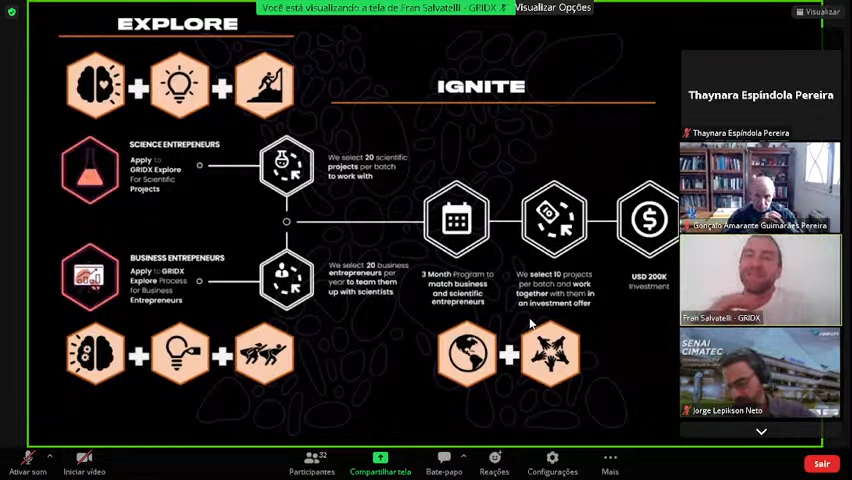 Você está visualizando a tela de Fran Salvatelli - GRIDX
Visualizar Opções
Visualizar
EXPLORE
IGNITE
SCIENCE ENTREPENEURS
Apply to
GRIDX Explore
For Scientific
Projects
We select 20 scientific
projects per batch
to work with
BUSINESS ENTREPENEURS
Apply to GRIDX
Explore Process
for Business
Entrepreneurs
We select 20 business
entrepreneurs per
year to team them
up with scientists
3 Month Program to
match business
and scientific
entrepreneurs
We select 10 projects
per batch and work
together with them in
an investment offer
USD 200K
Investment
Thaynara Espíndola Pereira
Thaynara Espíndola Pereira
Gonçalo Amarante Guimarães Pereira
Fran Salvatelli - GRIDX
SENAI
CIMATEC
Jorge Lepikson Neto
Ativar som
Iniciar vídeo
32
Participantes
Compartilhar tela
Bate-papo
Reações
Configurações
Mais
Sair